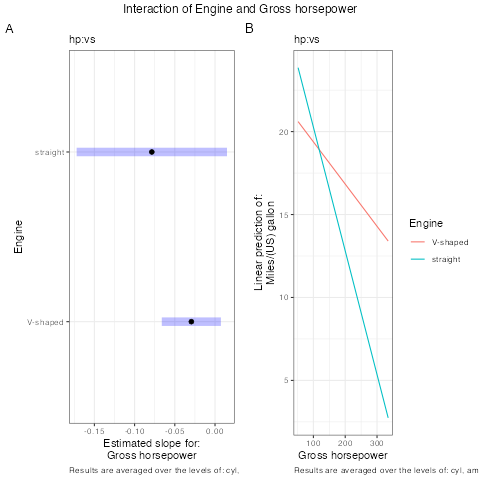 Interaction of Engine and Gross horsepower
A
hp:vs
Engine
straight
V-shaped
-0.15 -0.10 -0.05 0.00
Estimated slope for:
Gross horsepower
Results are averaged over the levels of: cyl,
B
hp:vs
Linear prediction of:
Miles/(US) gallon
20
15
10
5
100 200 300
Gross horsepower
Results are averaged over the levels of: cyl, am
Engine
V-shaped
straight